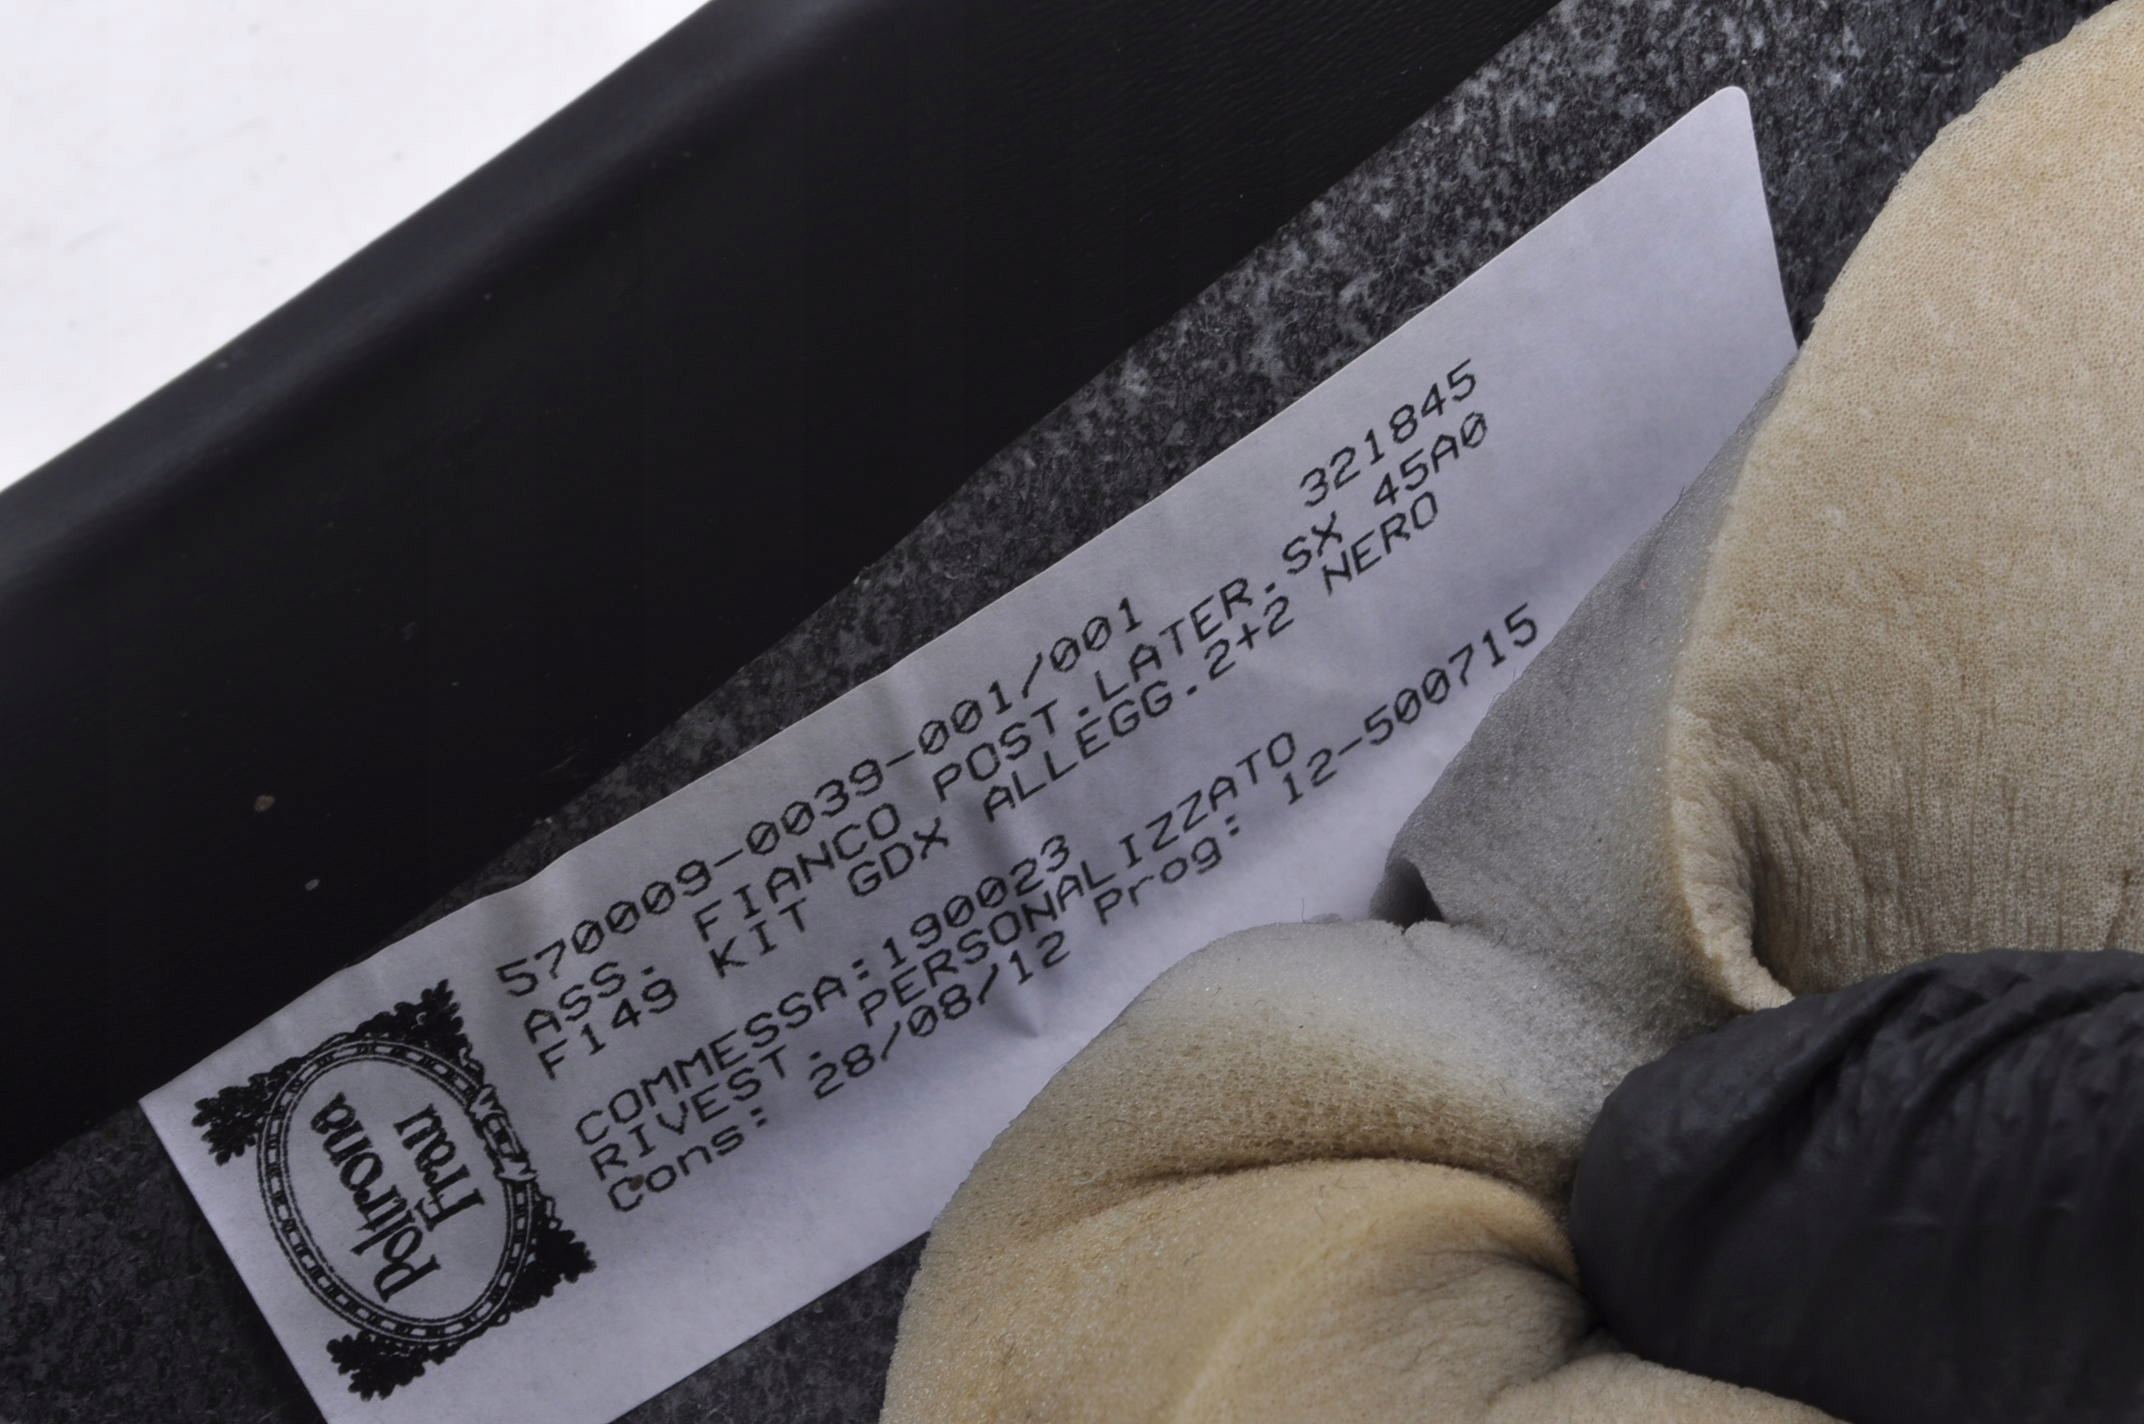 570009-0039-001/001 321845
ASS. FIANCO POST.LATER.SX 45A0
F149 KIT GDX ALLEGG.2+2 NERO
COMMESSA:190023
RIVEST. PERSONALIZZATO
Cons: 28/08/12 Prog: 12-500715
Poltrona
Frau